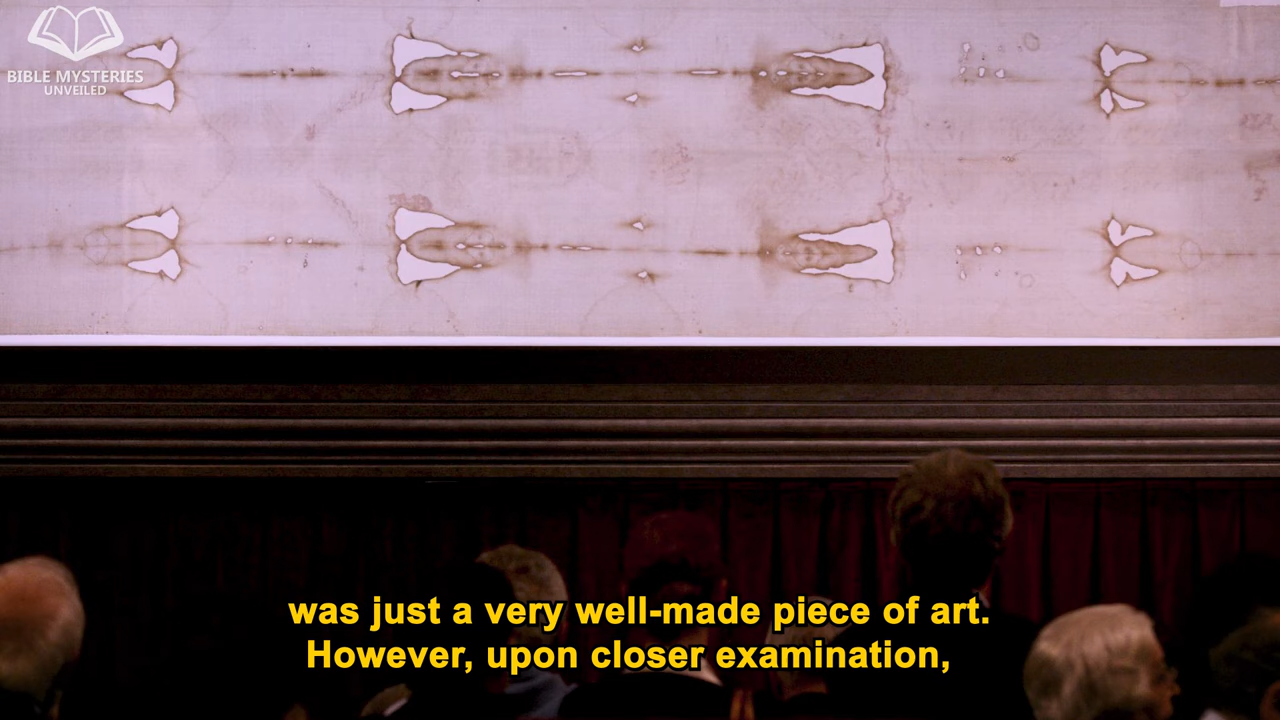 BIBLE MYSTERIES
UNVEILED
was just a very well-made piece of art.
However, upon closer examination,